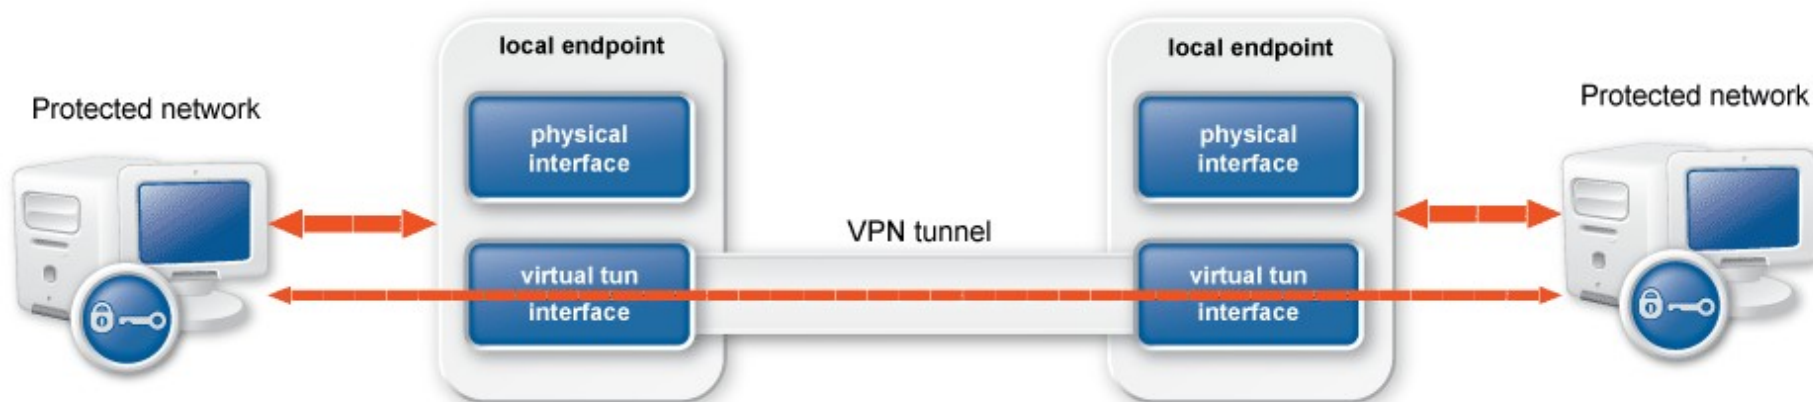 local endpoint
local endpoint
Protected network
physical
interface
physical
interface
Protected network
VPN tunnel
virtual tun
interface
virtual tun
interface